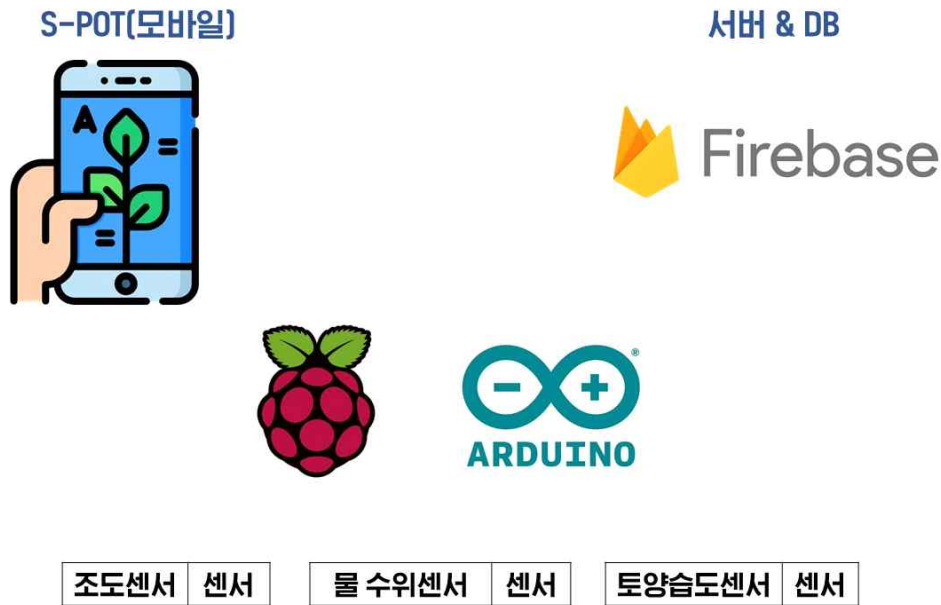 S-POT(모바일)
서버 & DB
A
Firebase
ARDUINO
조도센서 센서
물 수위센서 센서
토양습도센서 센서